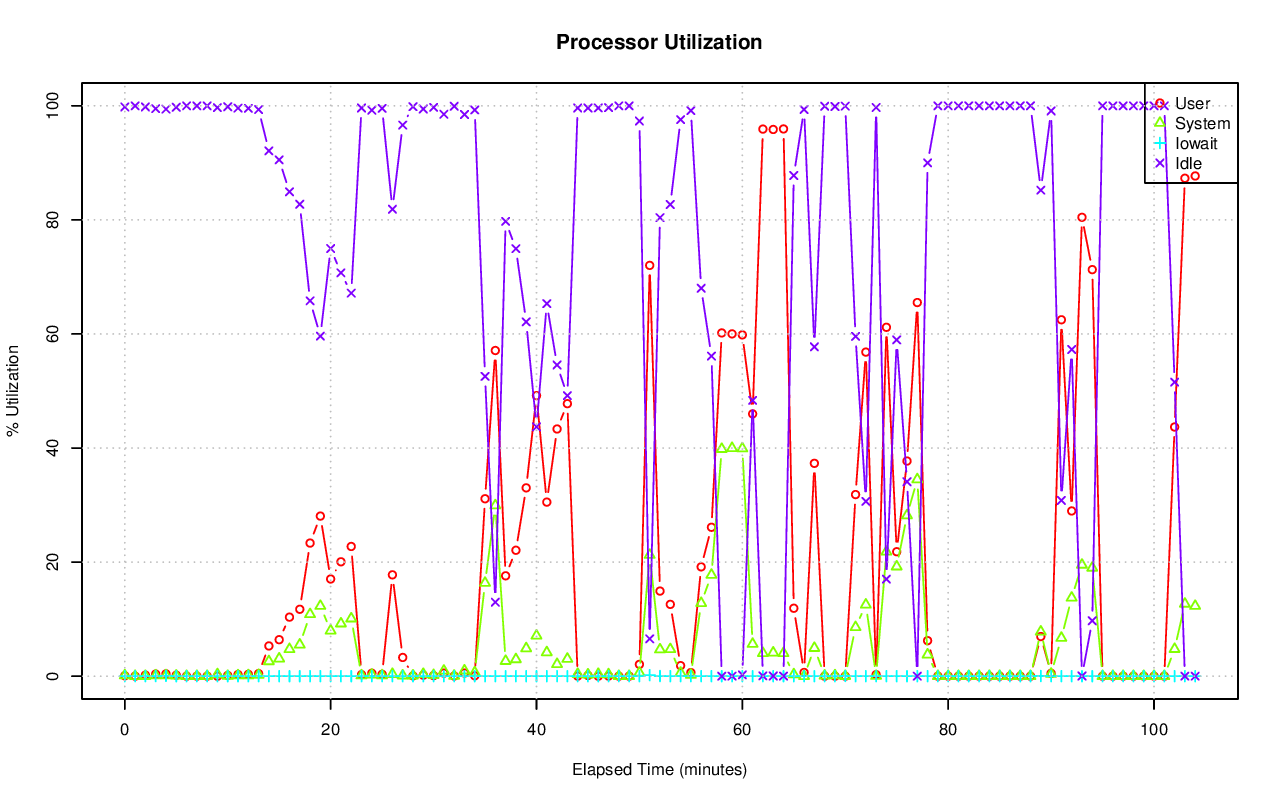 Processor Utilization
% Utilization
100
80
60
40
20
0
User
System
Iowait
Idle
0 20 40 60 80 100
Elapsed Time (minutes)